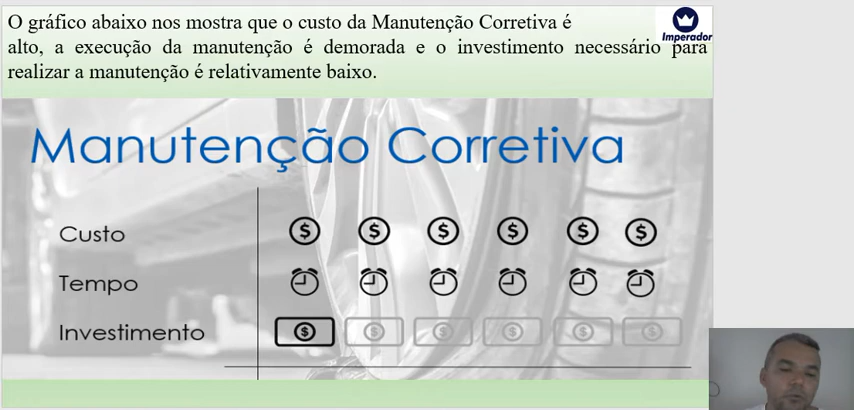 O gráfico abaixo nos mostra que o custo da Manutenção Corretiva é
alto, a execução da manutenção é demorada e o investimento necessário para
realizar a manutenção é relativamente baixo.
Imperador
Manutenção Corretiva
Custo $ $ $ $ $ $
Tempo
Investimento $ $ $ $ $ $